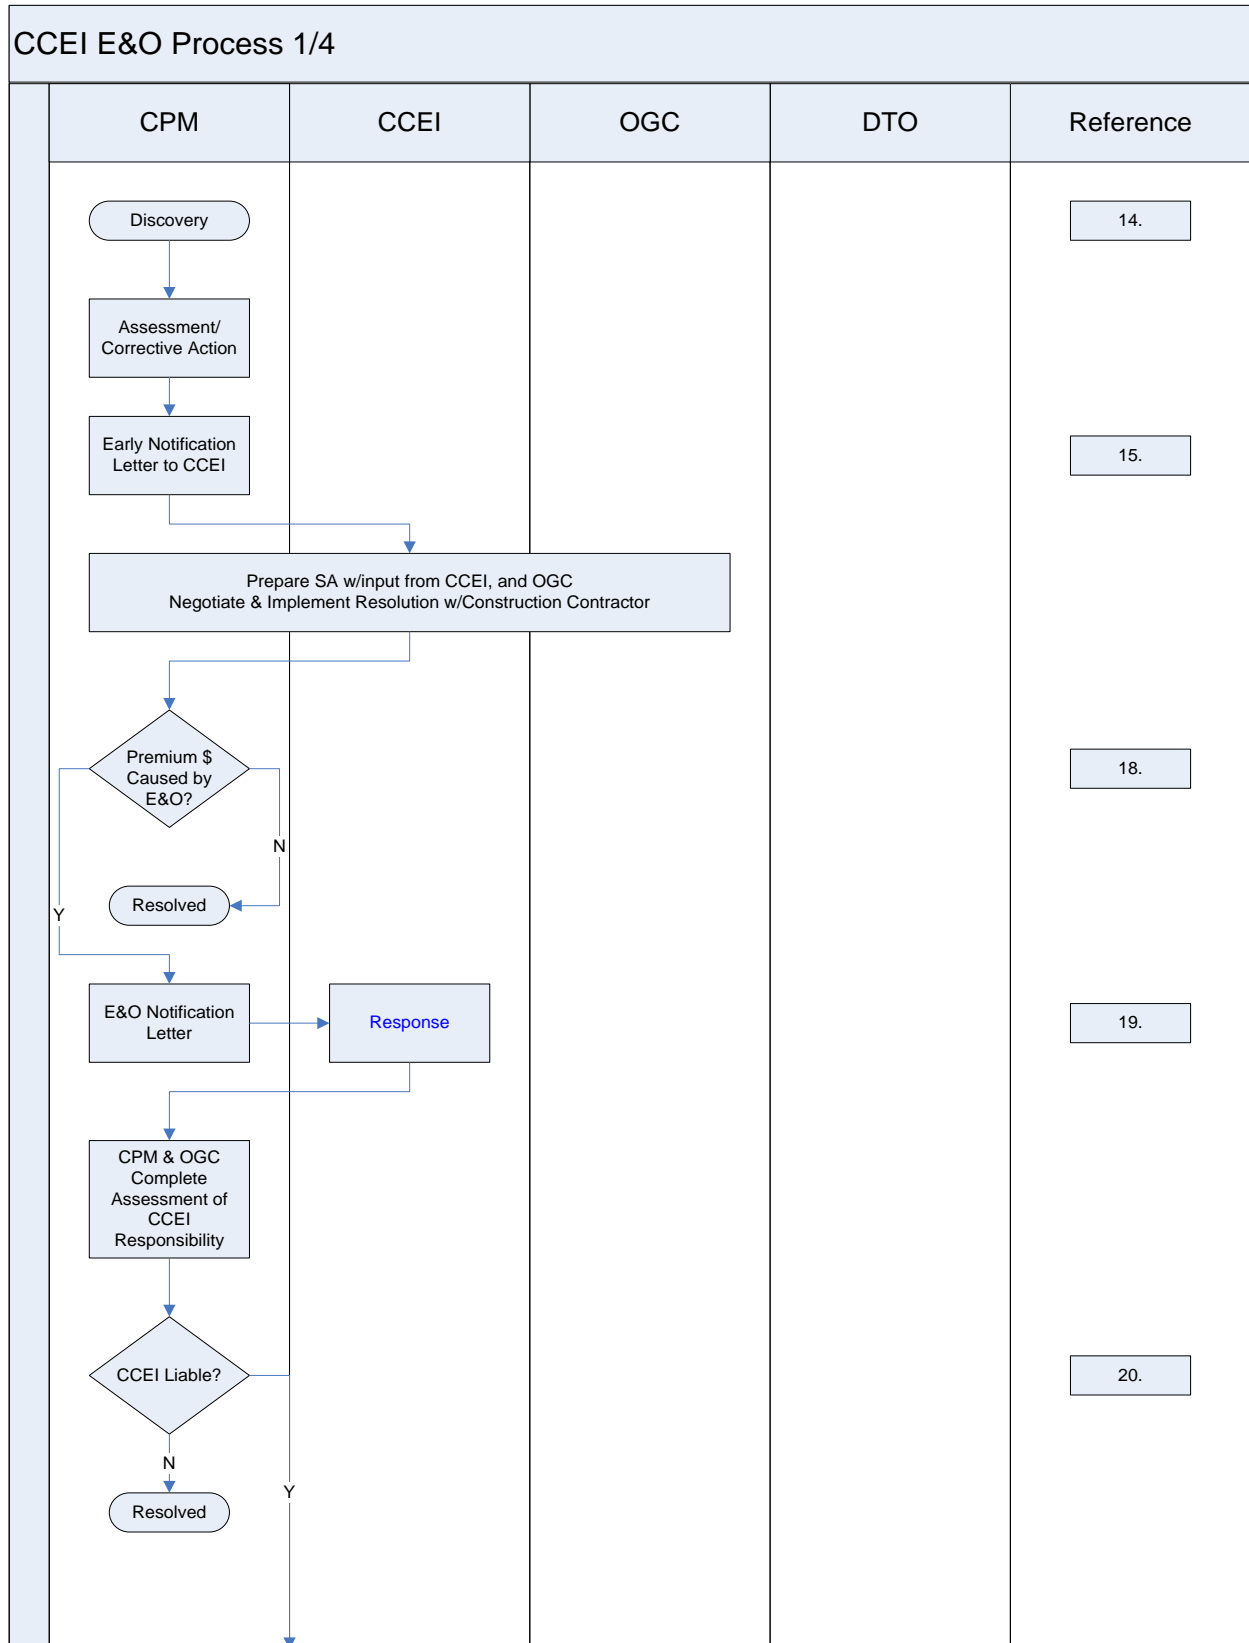 CCEI E&O Process 1/4
CPM
CCEI
OGC
DTO
Reference
Discovery
14.
Assessment/
Corrective Action
Early Notification
Letter to CCEI
15.
Prepare SA w/input from CCEI, and OGC
Negotiate & Implement Resolution w/Construction Contractor
Premium $
Caused by
E&O?
18.
N
Resolved
Y
E&O Notification
Letter
Response
19.
CPM & OGC
Complete
Assessment of
CCEI
Responsibility
CCEI Liable?
20.
N
Y
Resolved